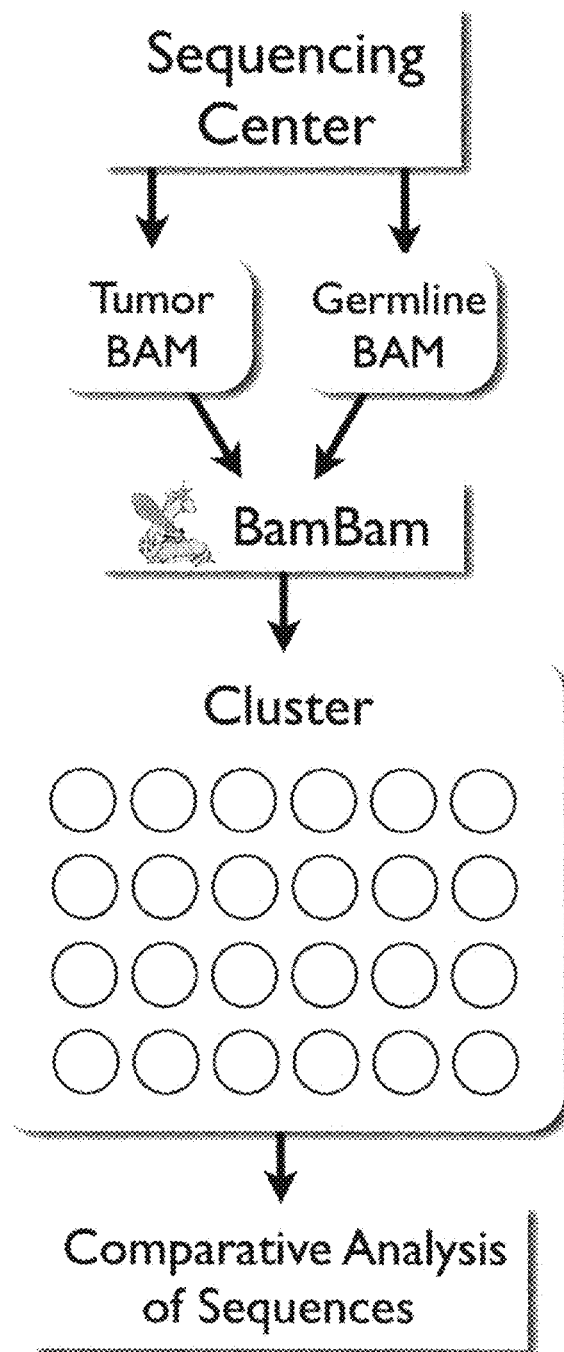 Sequencing
Center
Tumor
BAM
Germline
BAM
BamBam
Cluster
Comparative Analysis
of Sequences